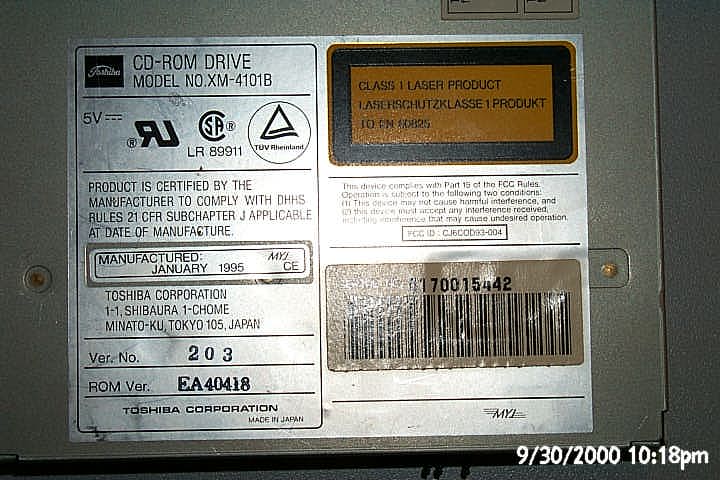 Toshiba
CD-ROM DRIVE
MODEL NO. XM-4101B
5V
LR 89911
TÜV Rheinland
PRODUCT IS CERTIFIED BY THE
MANUFACTURER TO COMPLY WITH DHHS
RULES 21 CFR SUBCHAPTER J APPLICABLE
AT DATE OF MANUFACTURE.
MANUFACTURED: MYL
JANUARY 1995 CE
TOSHIBA CORPORATION
1-1, SHIBAURA 1-CHOME
MINATO-KU, TOKYO 105, JAPAN
Ver. No. 203
ROM Ver. EA40418
TOSHIBA CORPORATION
MADE IN JAPAN
CLASS 1 LASER PRODUCT
LASERSCHUTZKLASSE 1 PRODUKT
TO EN 60825
This device complies with Part 15 of the FCC Rules.
Operation is subject to the following two conditions:
(1) This device may not cause harmful interference, and
(2) this device must accept any interference received,
including interference that may cause undesired operation.
FCC ID : CJ6COD93-004
4170015442
MYL
9/30/2000 10:18pm